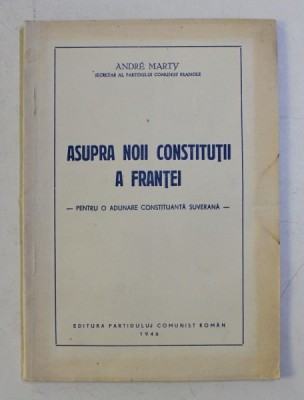 ANDRÉ MARTY
SECRETAR AL PARTIDULUI COMUNIST FRANCEZ
ASUPRA NOII CONSTITUȚII
A FRANȚEI
— PENTRU O ADUNARE CONSTITUANTĂ SUVERANĂ —
EDITURA PARTIDULUI COMUNIST ROMÂN
1946